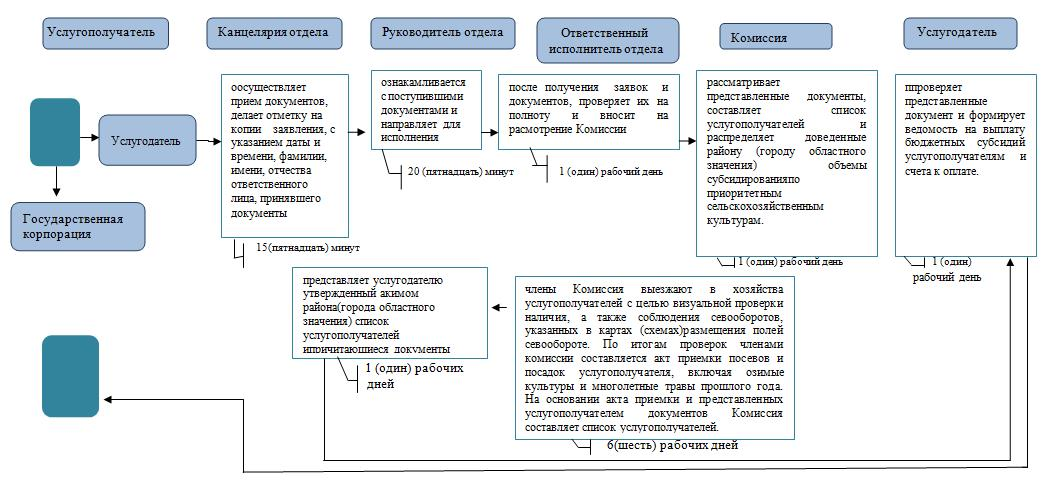 Услугополучатель
Канцелярия отдела
Руководитель отдела
Ответственный
исполнитель отдела
Комиссия
Услугодатель
Услугодатель
Государственная
корпорация
оосуществляет
прием документов,
делает отметку на
копии заявления, с
указанием даты и
времени, фамилии,
имени, отчества
ответственного
лица, принявшего
документы
15(пятнадцать) минут
ознакамливается
с поступившими
документами и
направляет для
исполнения
20 (пятнадцать) минут
после получения заявок и
документов, проверяет их на
полноту и вносит на
расмотрение Комиссии
1 (один) рабочий день
рассматривает
представленные документы,
составляет список
услугополучателей и
распределяет доведенные
району (городу областного
значения) объемы
субсидированияпо
приоритетным
сельскохозяйственным
культурам.
1 (один) рабочий день
ппроверяет
представленные
документ и формирует
ведомость на выплату
бюджетных субсидий
услугополучателям и
счета к оплате.
1 (один)
рабочий день
представляет услугодателю
утвержденный акимом
района(города областного
значения) список
услугополучателей
ипричитающиеся документы
1 (один) рабочих
дней
члены Комиссия выезжают в хозяйства
услугополучателей с целью визуальной проверки
наличия, а также соблюдения севооборотов,
указанных в картах (схемах)размещения полей
севообороте. По итогам проверок членами
комиссии составляется акт приемки посевов и
посадок услугополучателя, включая озимые
культуры и многолетные травы прошлого года.
На основании акта приемки и представленных
услугополучателем документов Комиссия
составляет список услугополучателей.
6(шесть) рабочих дней